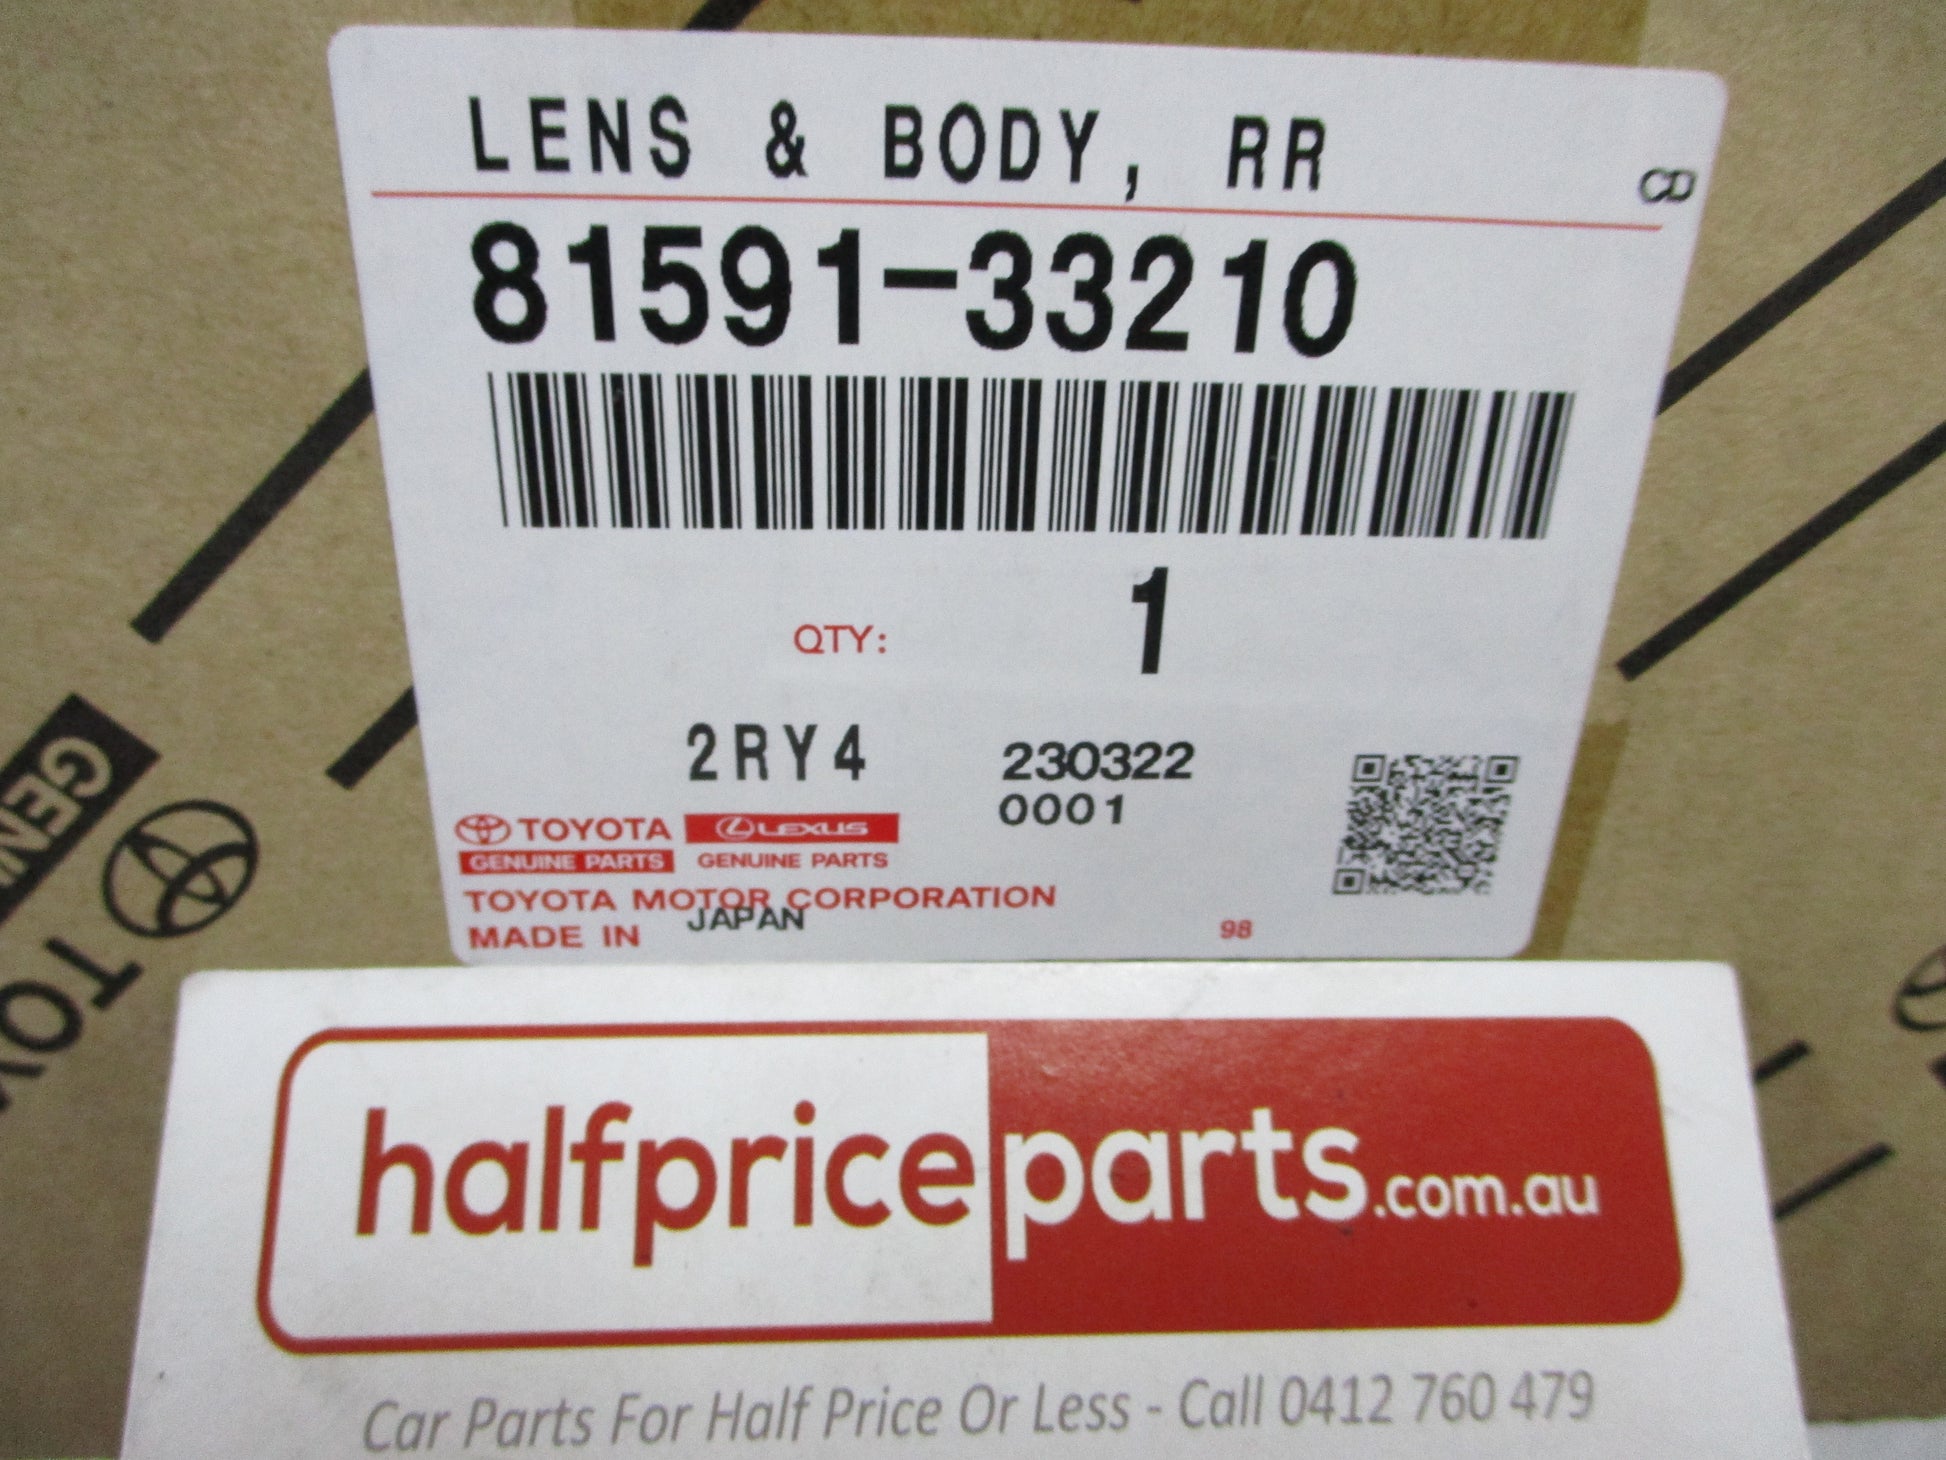 LENS & BODY, RR
CD
81591-33210
QTY: 1
2RY4
230322
0001
TOYOTA
GENUINE PARTS
LEXUS
GENUINE PARTS
TOYOTA MOTOR CORPORATION
MADE IN JAPAN
98
halfpriceparts.com.au
Car Parts For Half Price Or Less - Call 0412 760 479